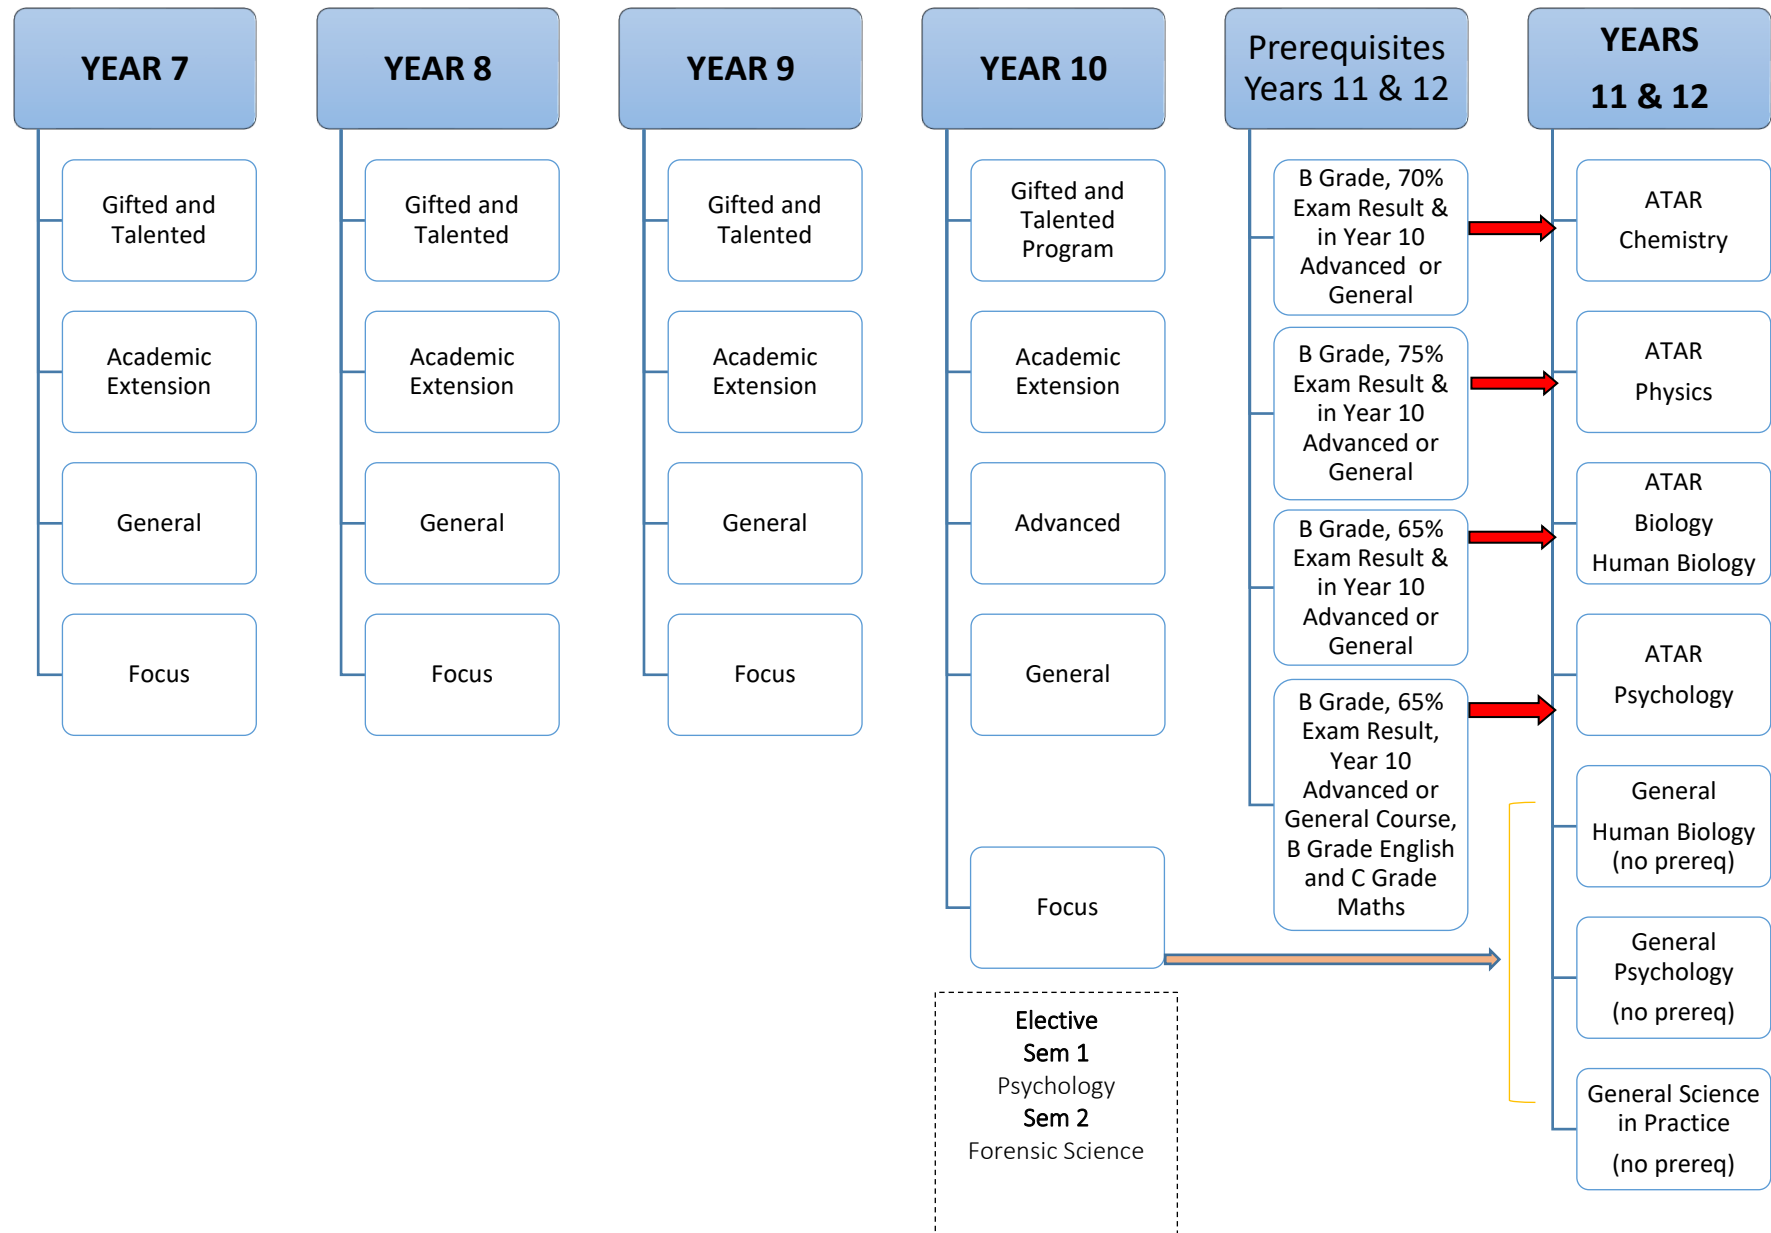 YEAR 7
Gifted and
Talented
Academic
Extension
General
Focus
YEAR 8
Gifted and
Talented
Academic
Extension
General
Focus
YEAR 9
Gifted and
Talented
Academic
Extension
General
Focus
YEAR 10
Gifted and
Talented
Program
Academic
Extension
Advanced
General
Focus
Elective
Sem 1
Psychology
Sem 2
Forensic Science
Prerequisites
Years 11 & 12
B Grade, 70%
Exam Result &
in Year 10
Advanced or
General
B Grade, 75%
Exam Result &
in Year 10
Advanced or
General
B Grade, 65%
Exam Result &
in Year 10
Advanced or
General
B Grade, 65%
Exam Result,
Year 10
Advanced or
General Course,
B Grade English
and C Grade
Maths
YEARS
11 & 12
ATAR
Chemistry
ATAR
Physics
ATAR
Biology
Human Biology
ATAR
Psychology
General
Human Biology
(no prereq)
General
Psychology
(no prereq)
General Science
in Practice
(no prereq)